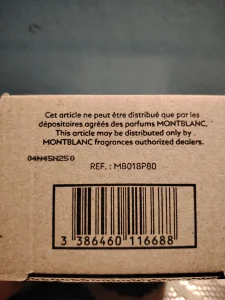 Cet article ne peut être distribué que par les
dépositaires agréés des parfums MONTBLANC.
This article may be distributed only by
MONTBLANC fragrances authorized dealers.
04N45N250
REF. : MB018P80
3 386460 116688